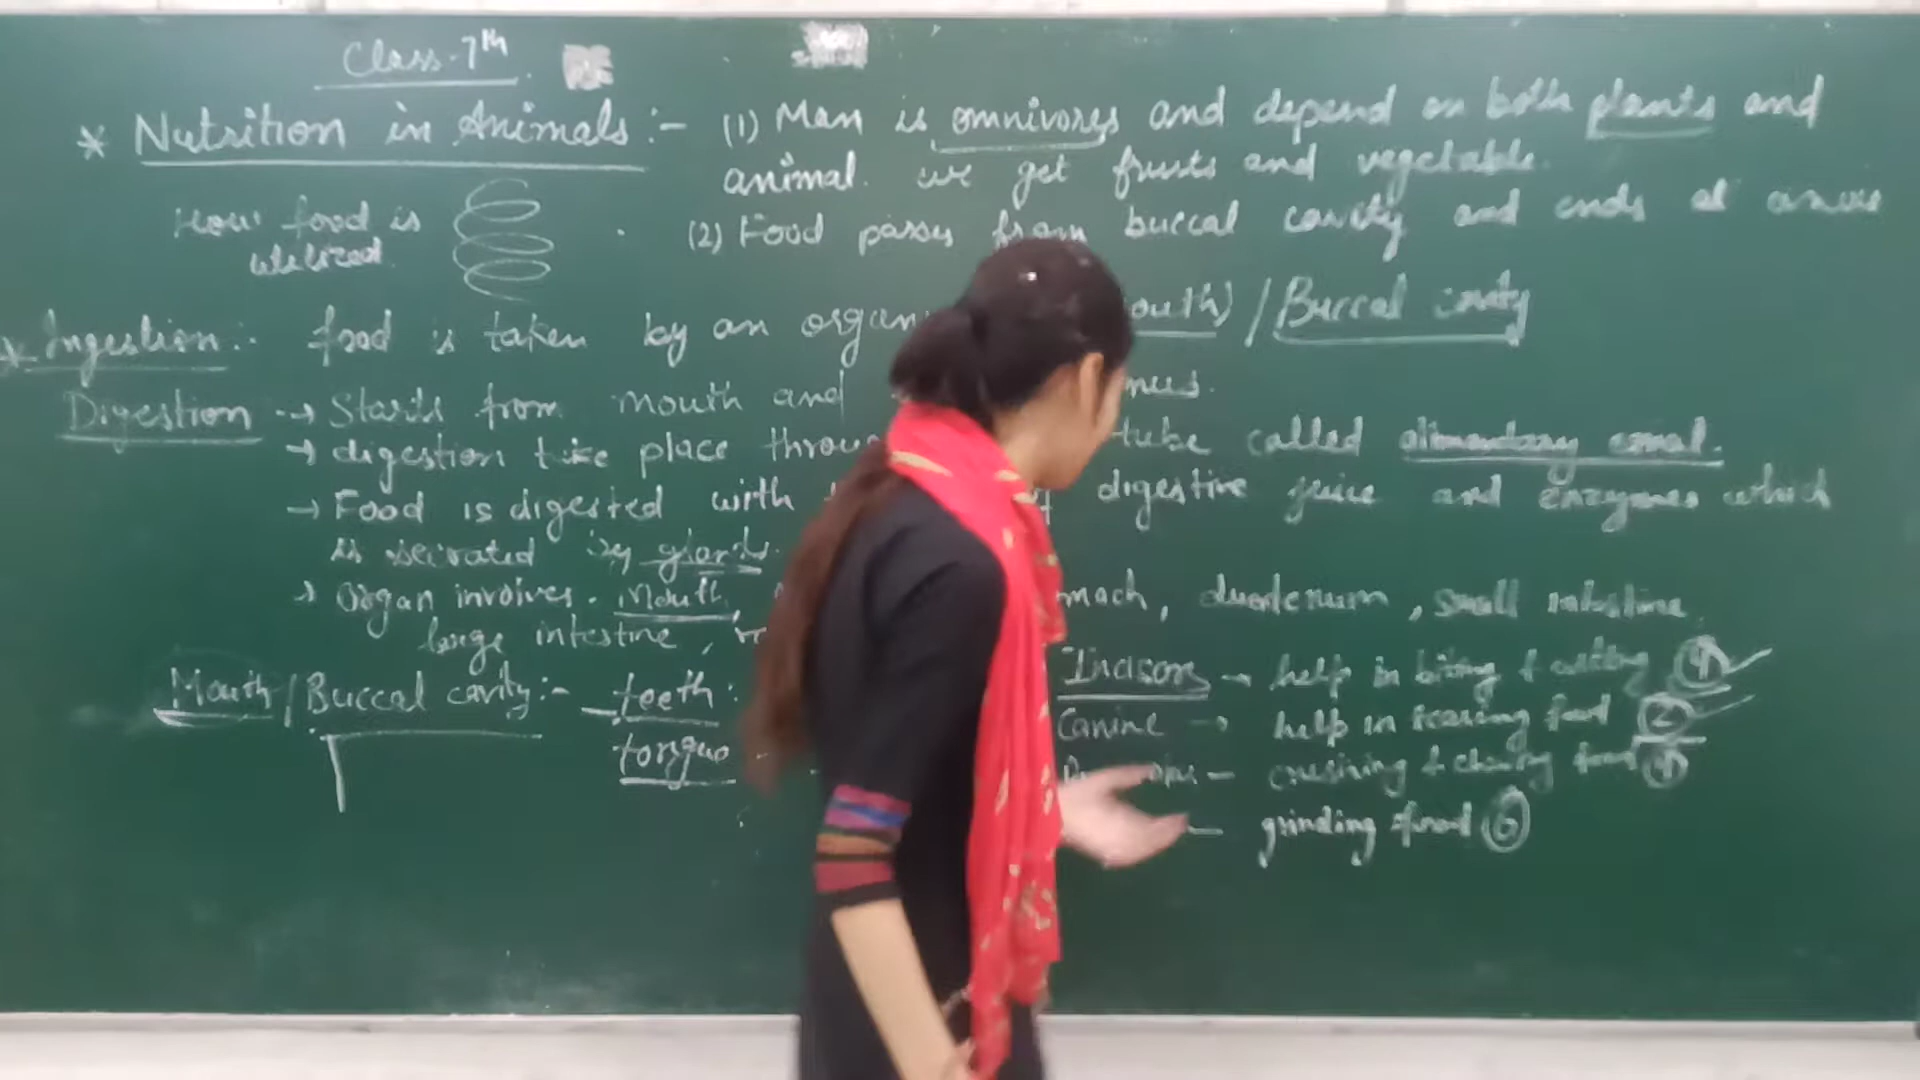 Class-7th
* Nutrition in Animals :- (1) Man is omnivores and depend on both plants and
animal. we get fruits and vegetable.
How food is
utilized.
(2) Food passes from buccal cavity and ends at
* Ingestion :- food is taken by an organ outh) / Buccal cavity
Digestion → Starts from mouth and
→ digestion take place throu tube called alimentary canal.
→ Food is digested with digestive juice and enzymes which
is secreated by glands.
→ Organ involves. Mouth, mach, duodenum, small intestine
large intestine,
Mouth / Buccal cavity :- teeth : Incisors → help in biting & cutting 4
tongue Canine → help in tearing food 2
- crushing & chewing food 4
- grinding food 6